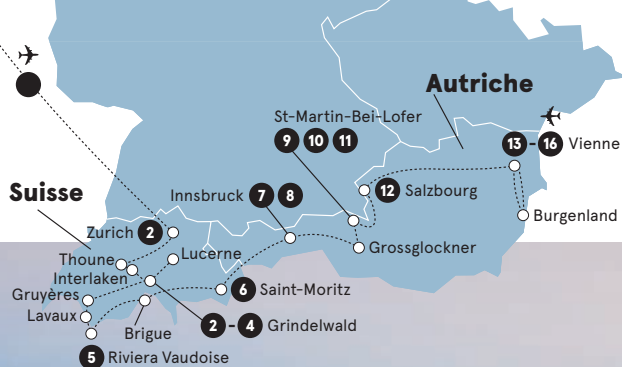 Autriche
St-Martin-Bei-Lofer
9 10 11
13 - 16 Vienne
Suisse
Innsbruck 7 8
12 Salzbourg
Burgenland
Zurich 2
Grossglockner
Thoune
Lucerne
Interlaken
6 Saint-Moritz
Gruyères
Lavaux
Brigue
2 - 4 Grindelwald
5 Riviera Vaudoise